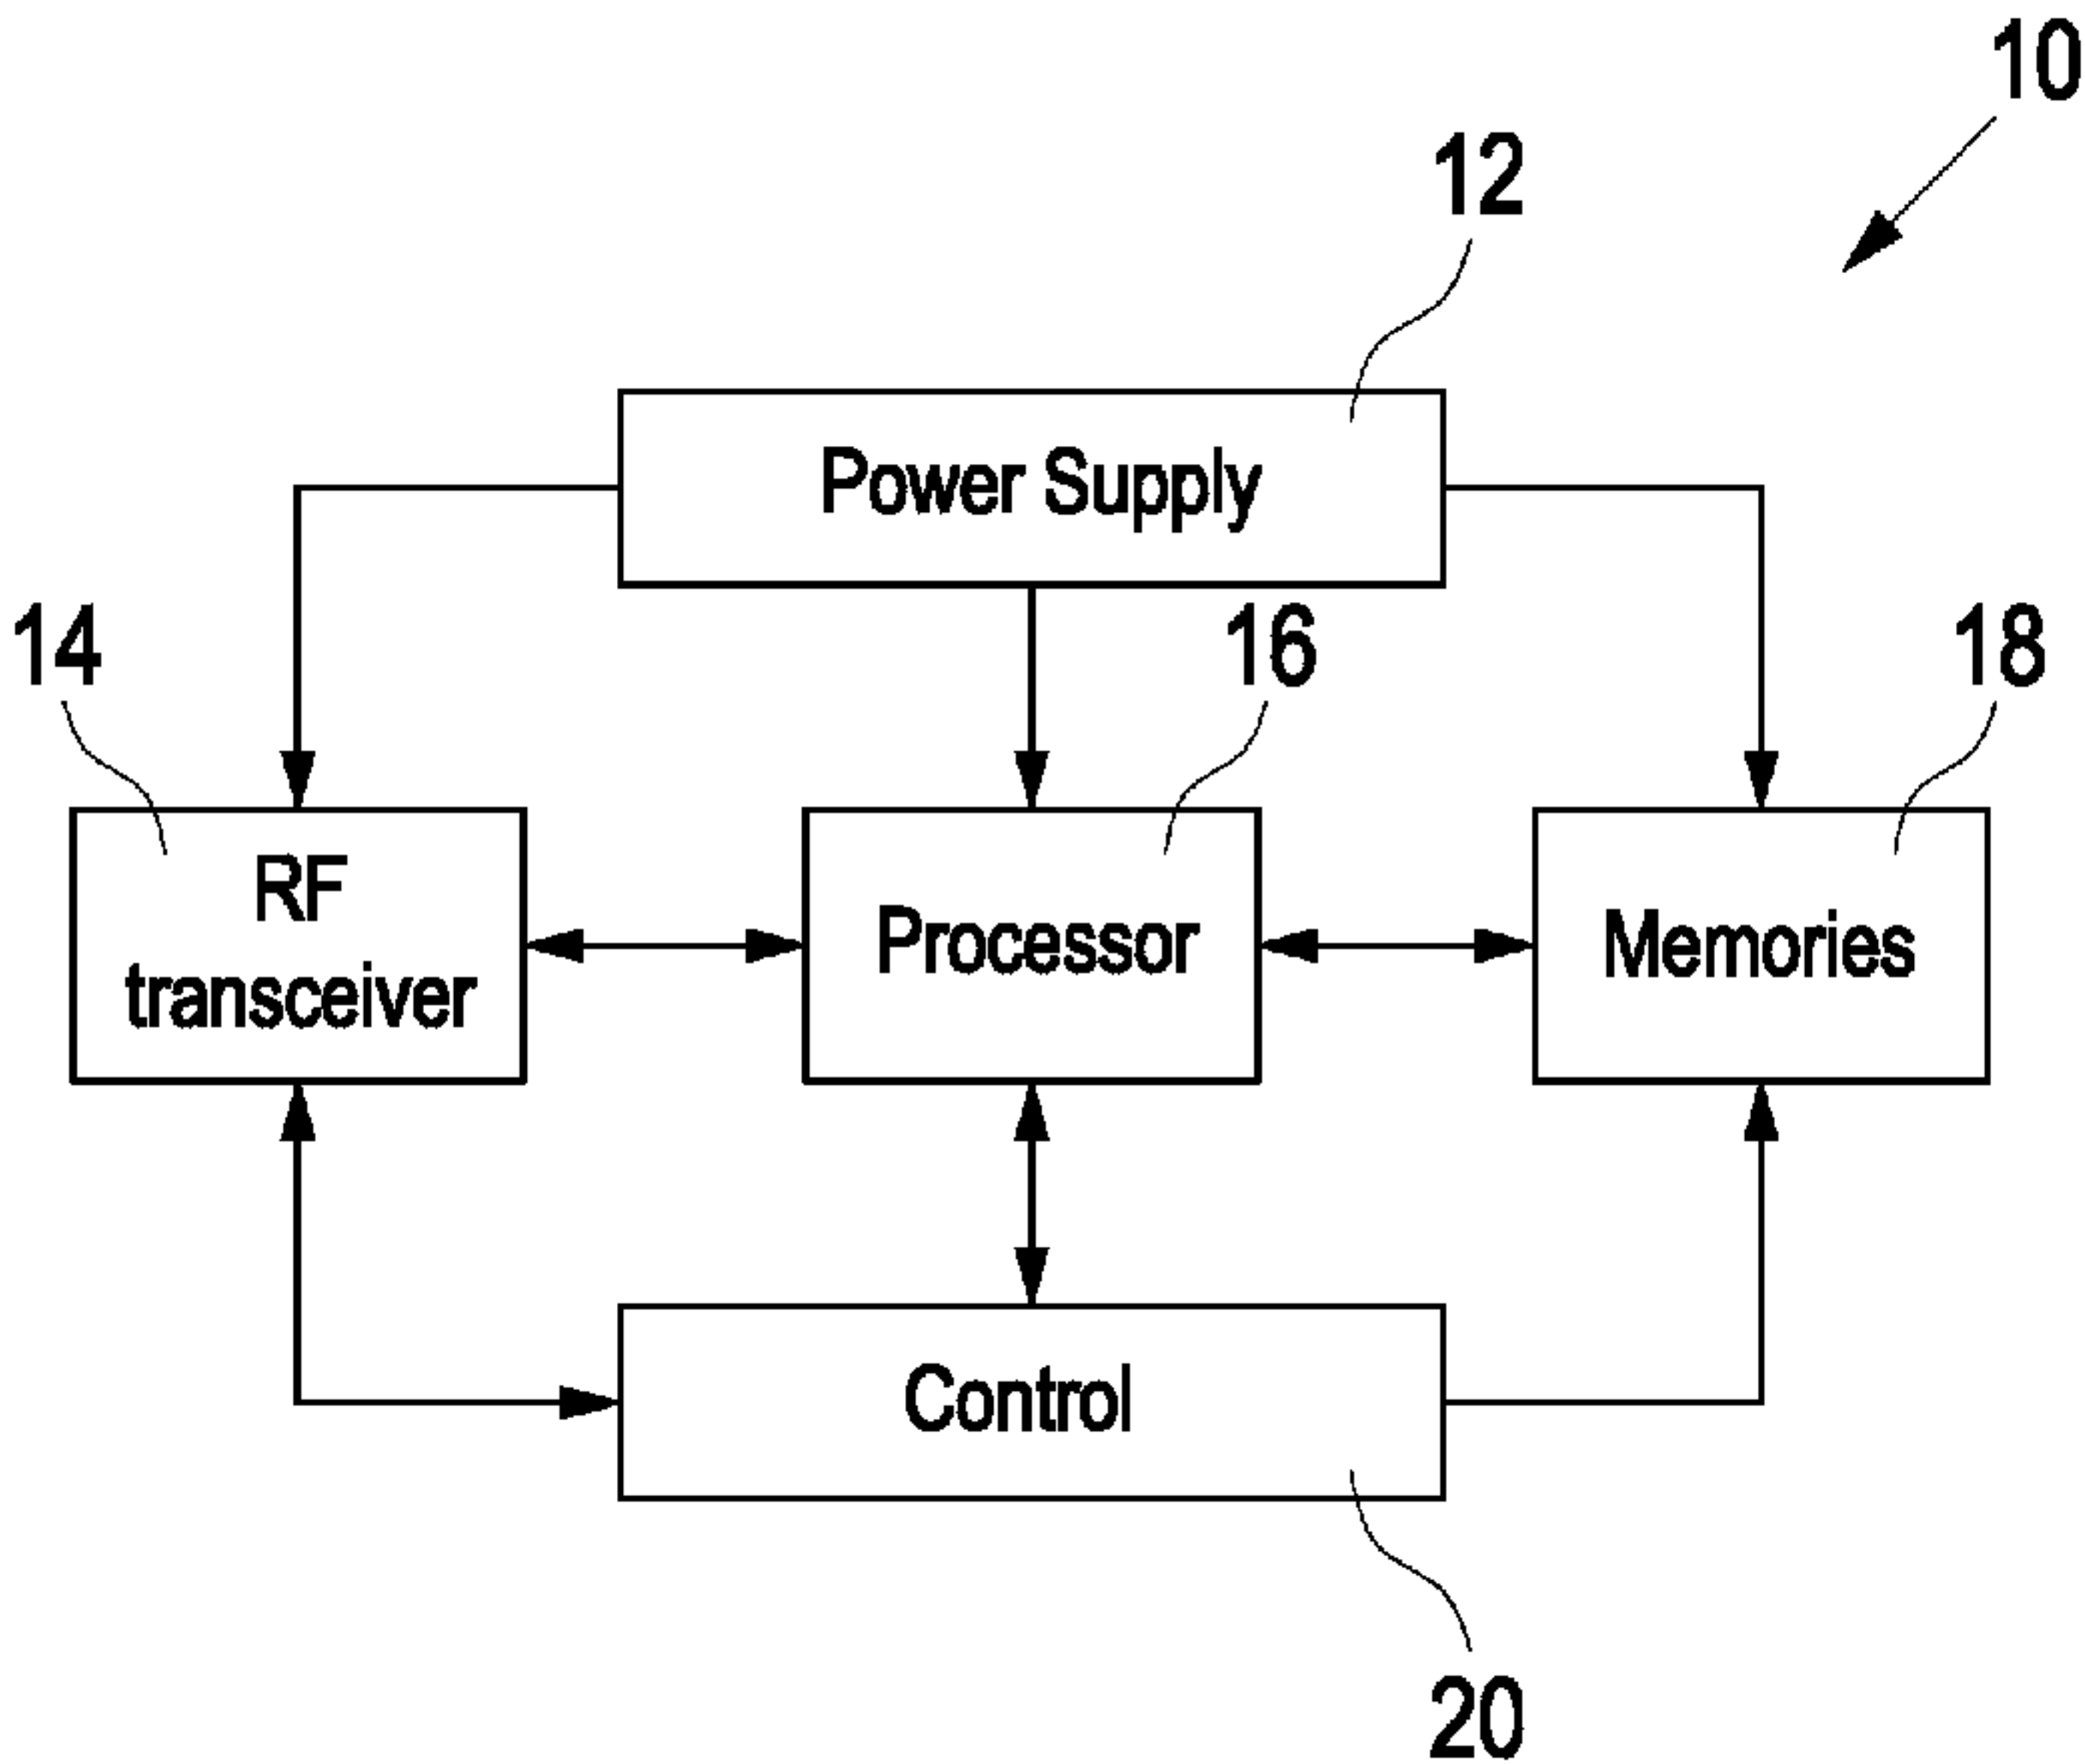 10
12
Power Supply
14
16
18
RF
transceiver
Processor
Memories
Control
20